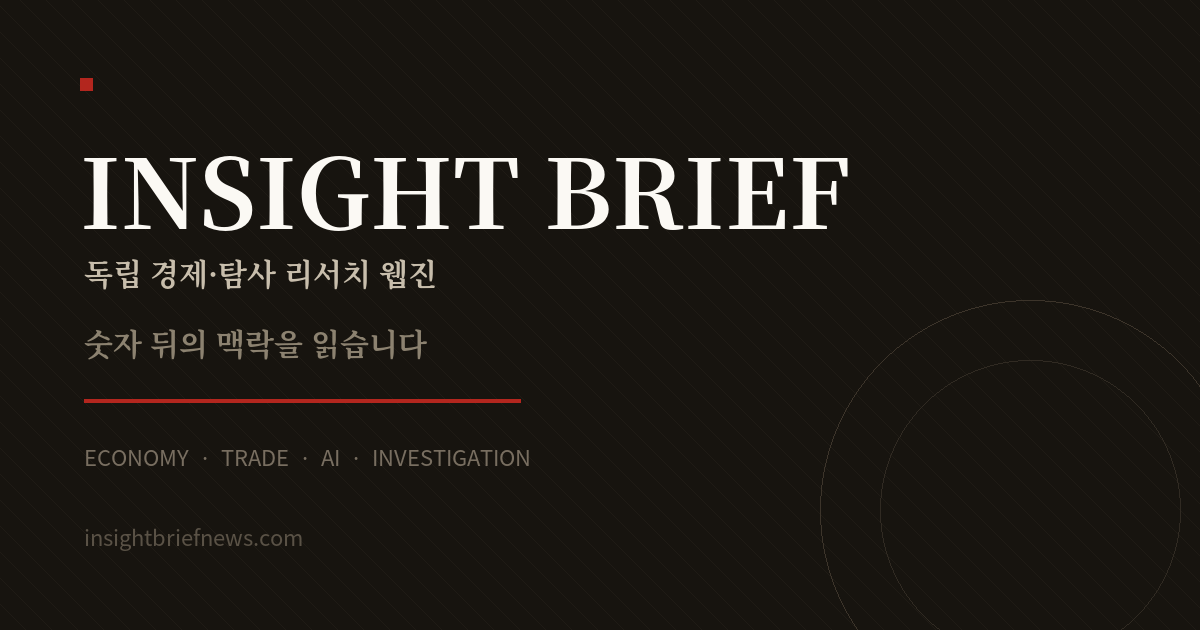 INSIGHT BRIEF
독립 경제·탐사 리서치 웹진
숫자 뒤의 맥락을 읽습니다
ECONOMY · TRADE · AI · INVESTIGATION
insightbriefnews.com